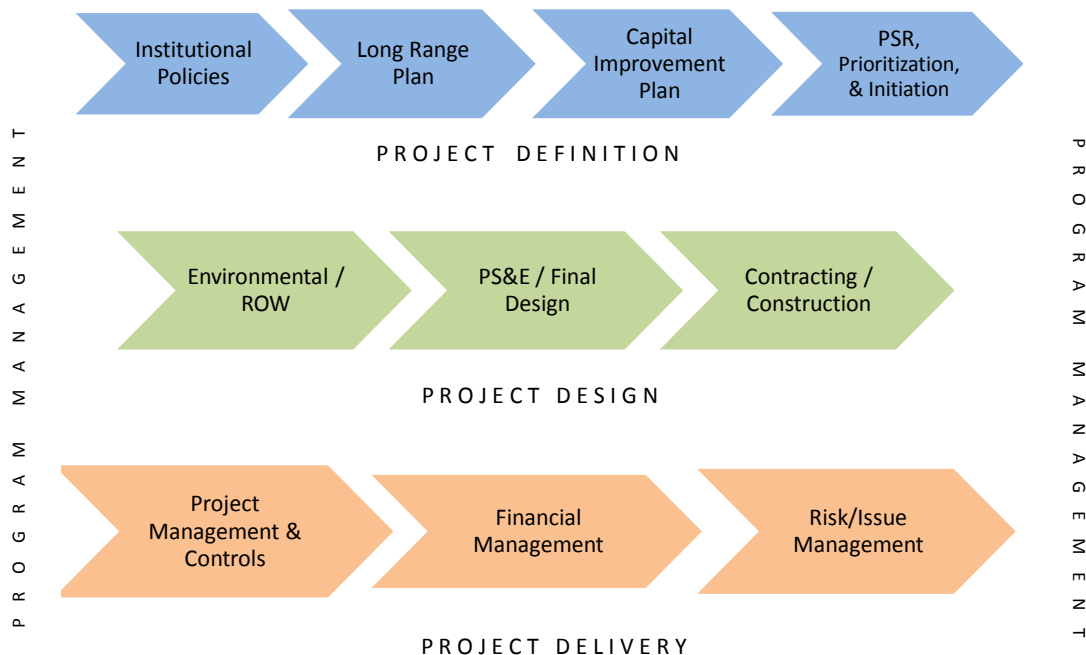 Institutional
Policies
Long Range
Plan
Capital
Improvement
Plan
PSR,
Prioritization,
& Initiation
PROJECT DEFINITION
PROGRAM MANAGEMENT
PROGRAM MANAGEMENT
Environmental /
ROW
PS&E / Final
Design
Contracting /
Construction
PROJECT DESIGN
Project
Management &
Controls
Financial
Management
Risk/Issue
Management
PROJECT DELIVERY